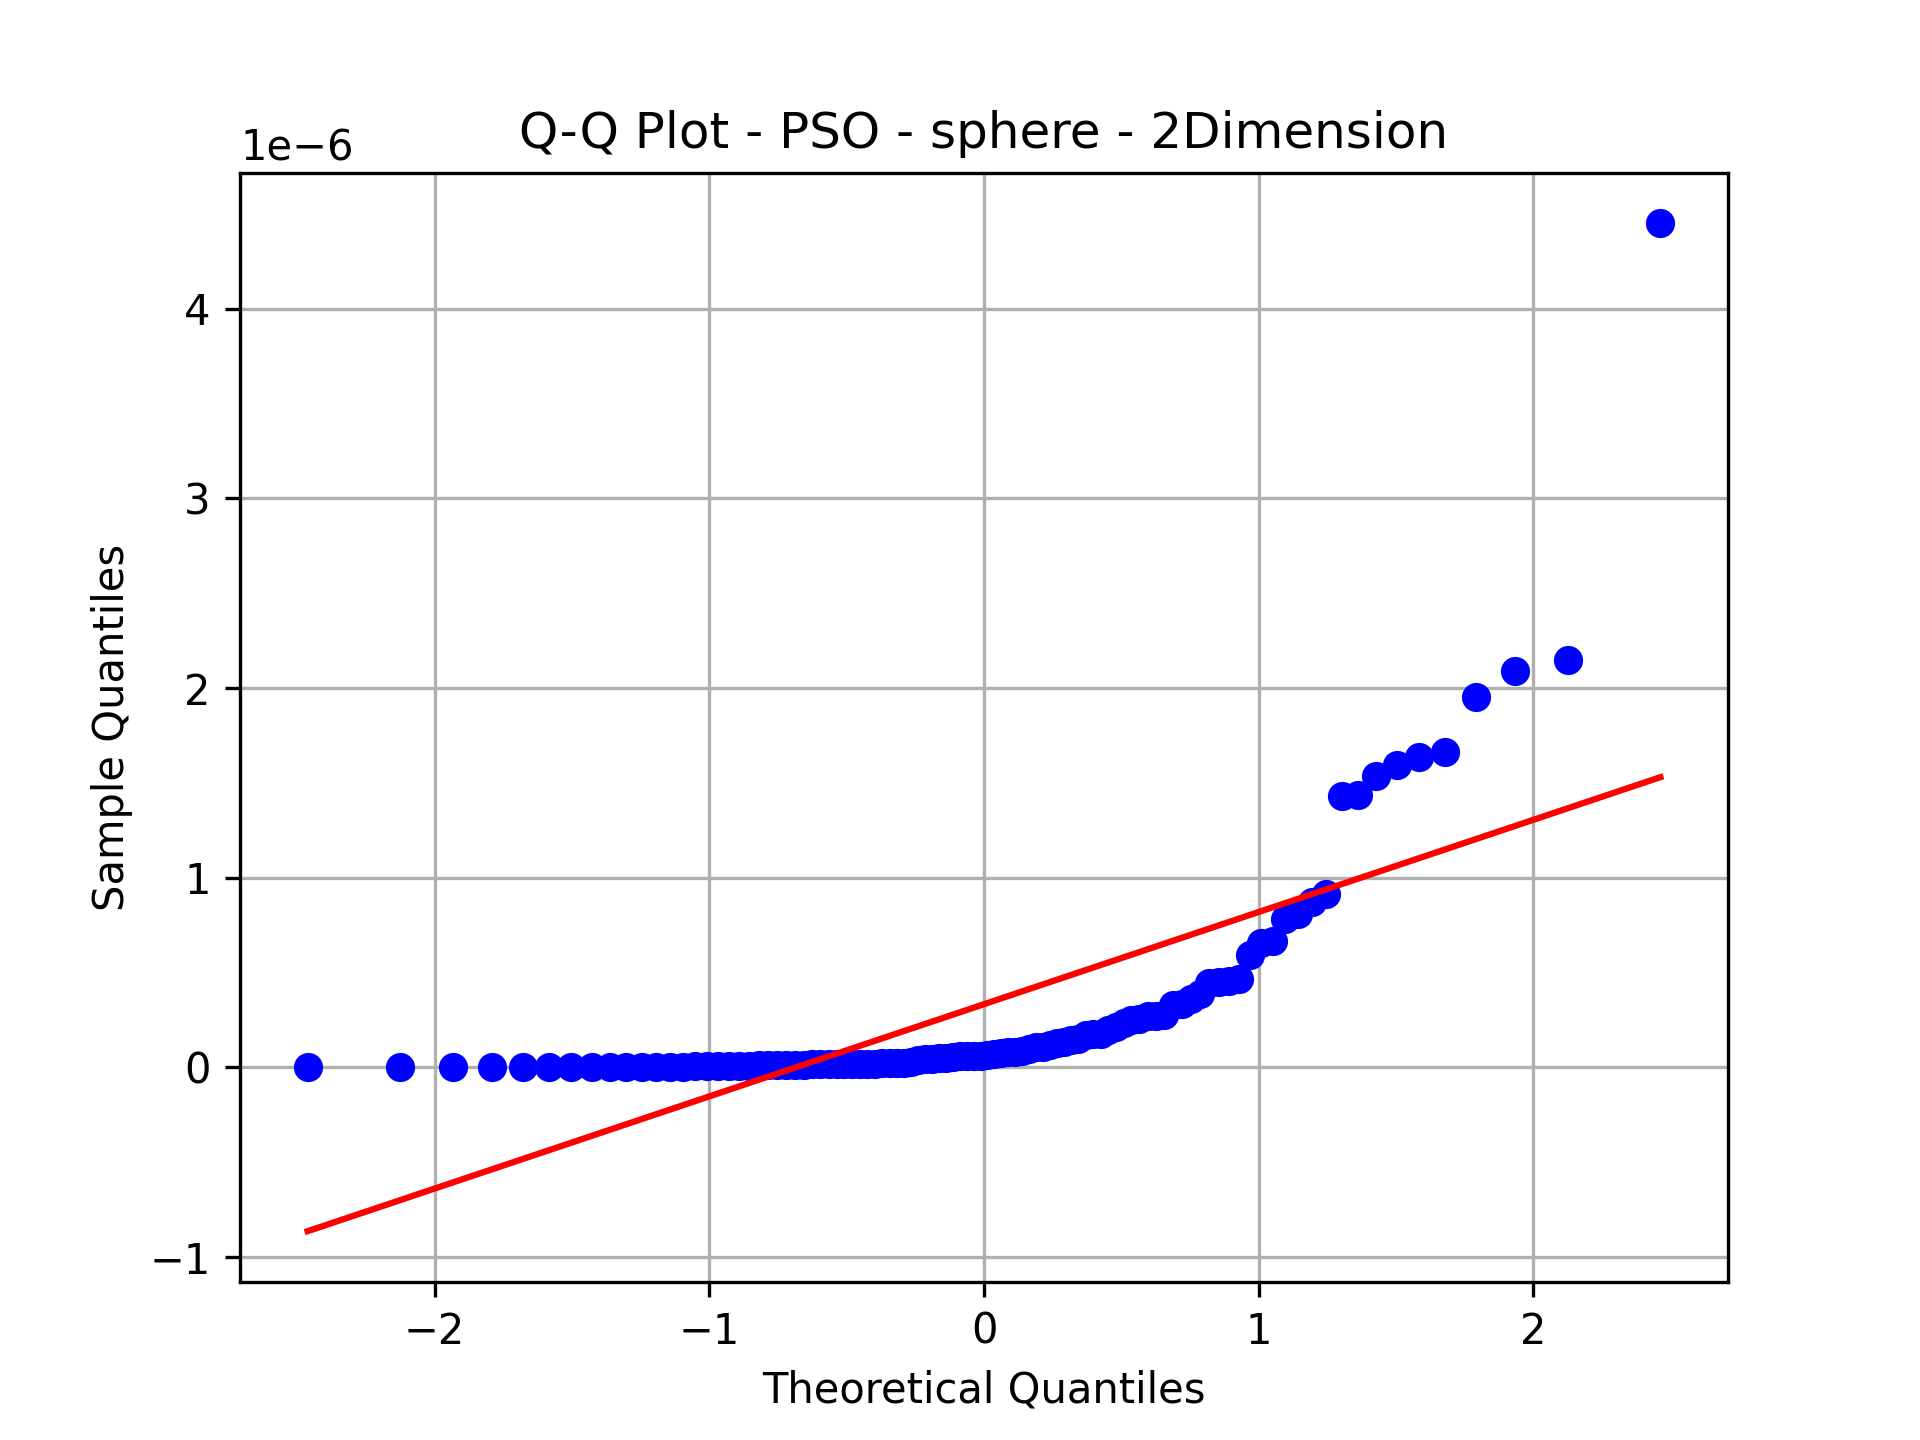 Q-Q Plot - PSO - sphere - 2Dimension
1e−6
4
3
2
1
0
−1
Sample Quantiles
−2
−1
0
1
2
Theoretical Quantiles